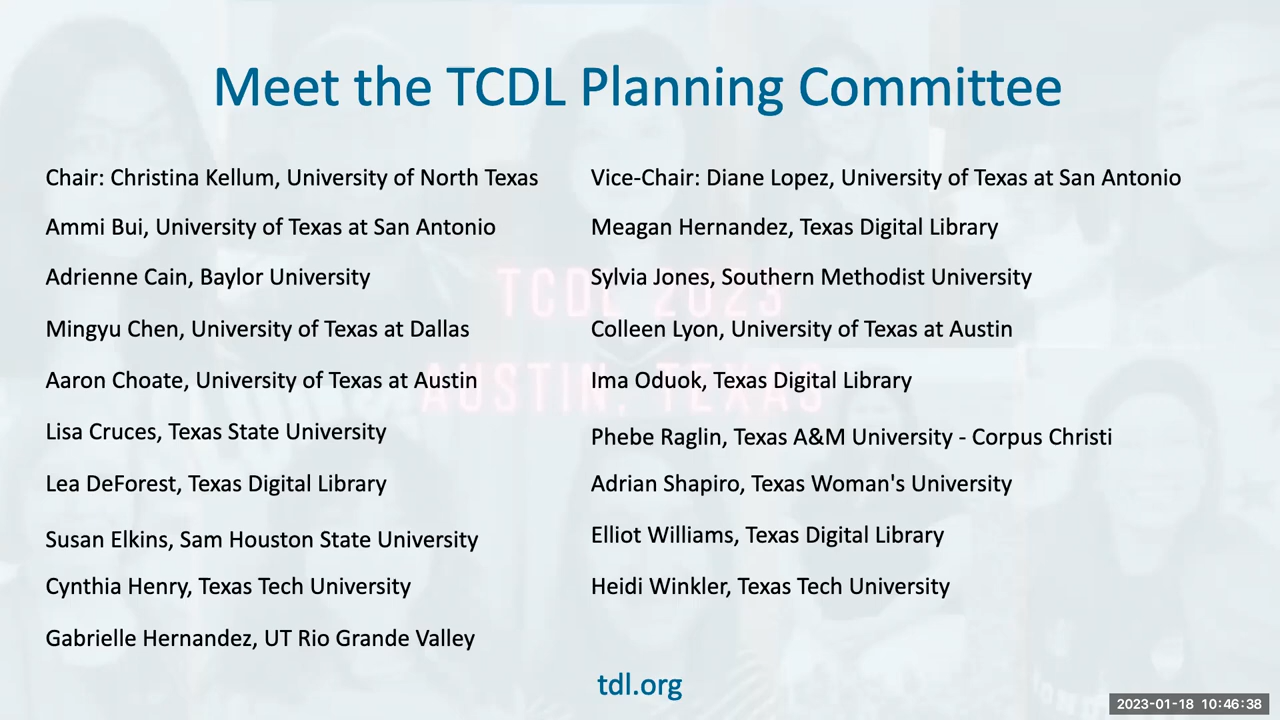 Meet the TCDL Planning Committee
Chair: Christina Kellum, University of North Texas
Ammi Bui, University of Texas at San Antonio
Adrienne Cain, Baylor University
Mingyu Chen, University of Texas at Dallas
Aaron Choate, University of Texas at Austin
Lisa Cruces, Texas State University
Lea DeForest, Texas Digital Library
Susan Elkins, Sam Houston State University
Cynthia Henry, Texas Tech University
Gabrielle Hernandez, UT Rio Grande Valley
Vice-Chair: Diane Lopez, University of Texas at San Antonio
Meagan Hernandez, Texas Digital Library
Sylvia Jones, Southern Methodist University
Colleen Lyon, University of Texas at Austin
Ima Oduok, Texas Digital Library
Phebe Raglin, Texas A&M University - Corpus Christi
Adrian Shapiro, Texas Woman's University
Elliot Williams, Texas Digital Library
Heidi Winkler, Texas Tech University
TCDL 2023
AUSTIN, TEXAS
tdl.org
2023-01-18 10:46:38